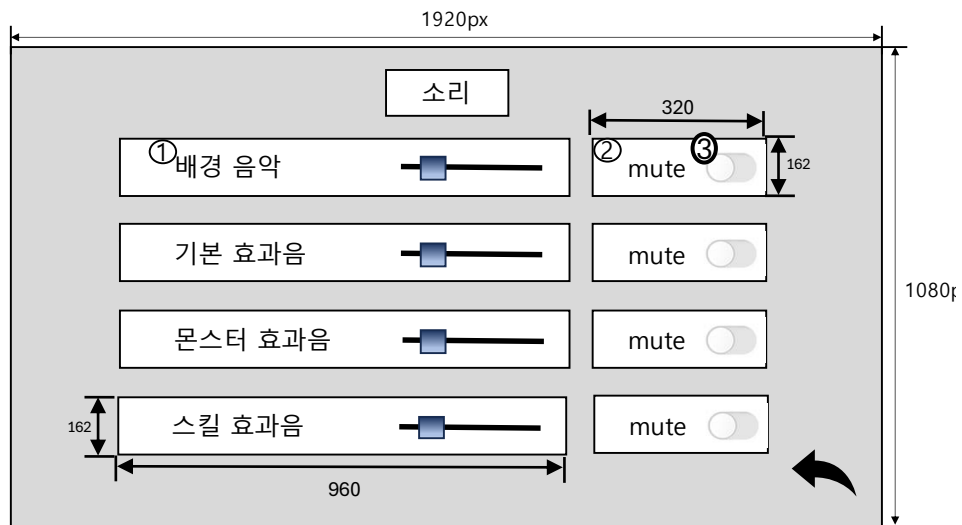 1920px
소리
320
① 배경 음악
② mute ③
162
기본 효과음
mute
1080p
몬스터 효과음
mute
162
스킬 효과음
mute
960